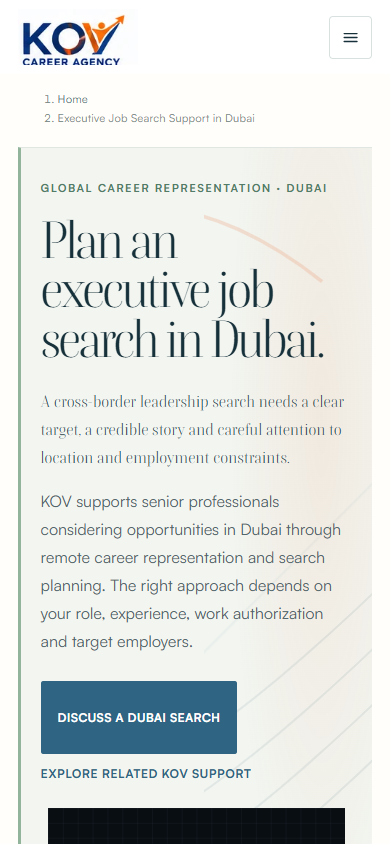 KOV
CAREER AGENCY
1. Home
2. Executive Job Search Support in Dubai
GLOBAL CAREER REPRESENTATION · DUBAI
Plan an
executive job
search in Dubai.
A cross-border leadership search needs a clear
target, a credible story and careful attention to
location and employment constraints.
KOV supports senior professionals
considering opportunities in Dubai through
remote career representation and search
planning. The right approach depends on
your role, experience, work authorization
and target employers.
DISCUSS A DUBAI SEARCH
EXPLORE RELATED KOV SUPPORT